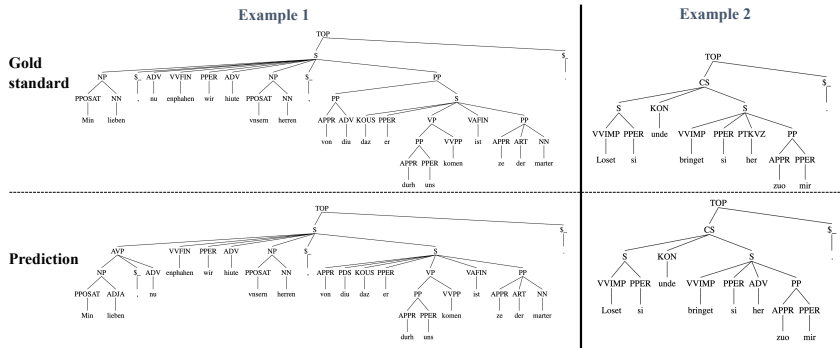 Example 1
Example 2
Gold standard
TOP
S $_
NP $_ ADV VVFIN PPER ADV NP $_ PP .
PPOSAT NN , nu enphahen wir hiute PPOSAT NN , PP S
Min lieben vnsern herren APPR ADV KOUS PPER VP VAFIN PP
von diu daz er PP VVPP ist APPR ART NN
APPR PPER komen ze der marter
durh uns
TOP
CS $_
S KON S .
VVIMP PPER unde VVIMP PPER PTKVZ PP
Loset si bringet si her APPR PPER
zuo mir
Prediction
TOP
S $_
AVP VVFIN PPER ADV NP $_ S .
NP $_ ADV enphahen wir hiute PPOSAT NN , APPR PDS KOUS PPER VP VAFIN PP
PPOSAT ADJA , nu vnsern herren von diu daz er PP VVPP ist APPR ART NN
Min lieben APPR PPER komen ze der marter
durh uns
TOP
CS $_
S KON S .
VVIMP PPER unde VVIMP PPER ADV PP
Loset si bringet si her APPR PPER
zuo mir